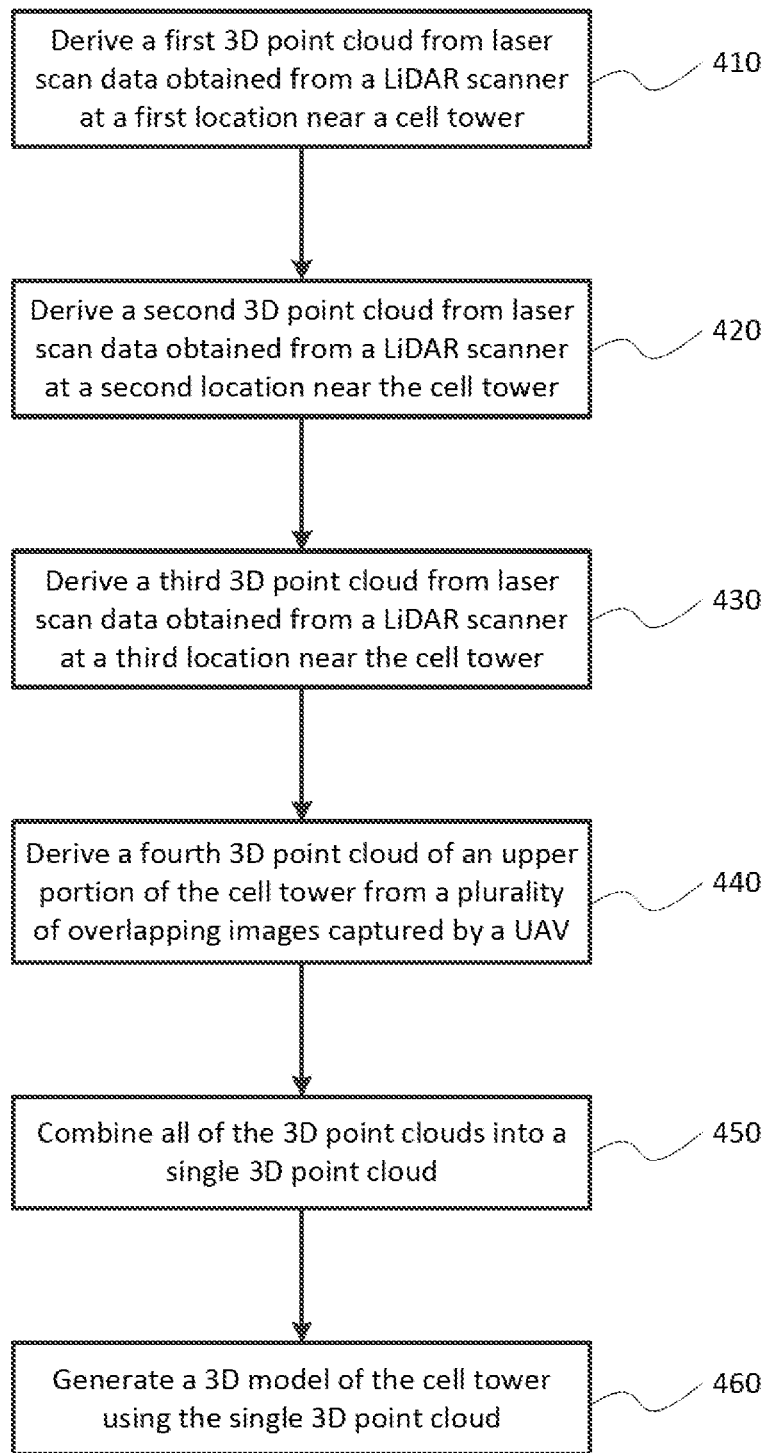 Derive a first 3D point cloud from laser
scan data obtained from a LiDAR scanner
at a first location near a cell tower
410
Derive a second 3D point cloud from laser
scan data obtained from a LiDAR scanner
at a second location near the cell tower
420
Derive a third 3D point cloud from laser
scan data obtained from a LiDAR scanner
at a third location near the cell tower
430
Derive a fourth 3D point cloud of an upper
portion of the cell tower from a plurality
of overlapping images captured by a UAV
440
Combine all of the 3D point clouds into a
single 3D point cloud
450
Generate a 3D model of the cell tower
using the single 3D point cloud
460